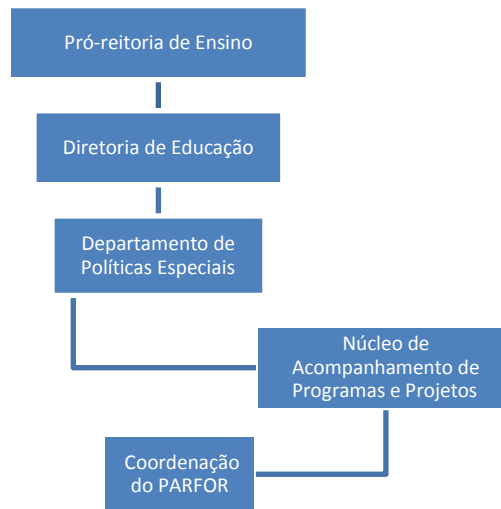 Pró-reitoria de Ensino
Diretoria de Educação
Departamento de
Políticas Especiais
Núcleo de
Acompanhamento de
Programas e Projetos
Coordenação
do PARFOR